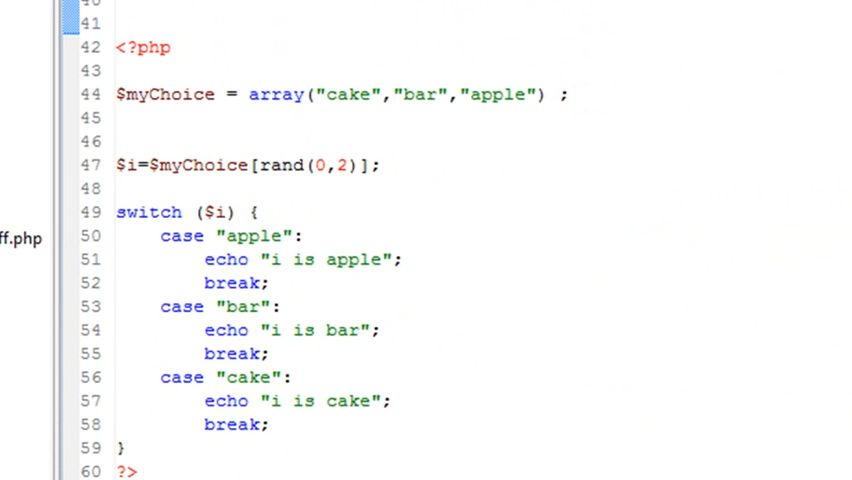 40
41
42 <?php
43
44 $myChoice = array("cake","bar","apple") ;
45
46
47 $i=$myChoice[rand(0,2)];
48
49 switch ($i) {
ff.php
50 case "apple":
51 echo "i is apple";
52 break;
53 case "bar":
54 echo "i is bar";
55 break;
56 case "cake":
57 echo "i is cake";
58 break;
59 }
60 ?>